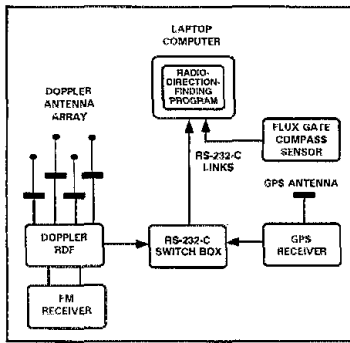 LAPTOP
COMPUTER
RADIO-
DIRECTION-
FINDING
PROGRAM
DOPPLER
ANTENNA
ARRAY
FLUX GATE
COMPASS
SENSOR
RS-232-C
LINKS
GPS ANTENNA
DOPPLER
RDF
RS-232-C
SWITCH BOX
GPS
RECEIVER
FM
RECEIVER